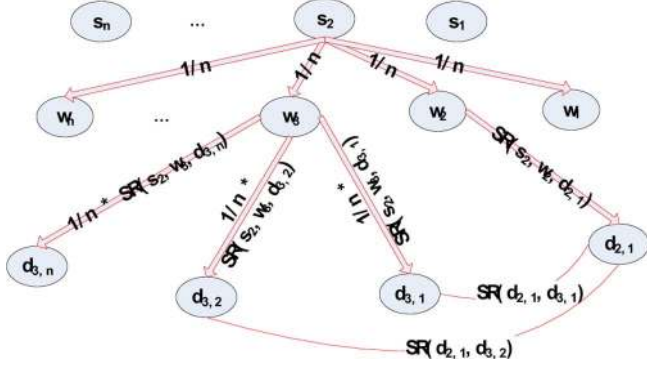 sₙ ... s₂ s₁
1/ n 1/ n 1/ n 1/ n
wₙ ... w₃ w₂ w₁
1/ n * SR( s₂, w₃, d₃, ₙ)
1/ n *
SR( s₂, w₃, d₃, ₂)
SR( s₂, w₃, d₃, ₁)
1/ n *
SR( s₂, w₂, d₂, ₁)
d₃, ₙ
d₃, ₂
d₃, ₁
d₂, ₁
SR( d₂, ₁, d₃, ₁)
SR( d₂, ₁, d₃, ₂)